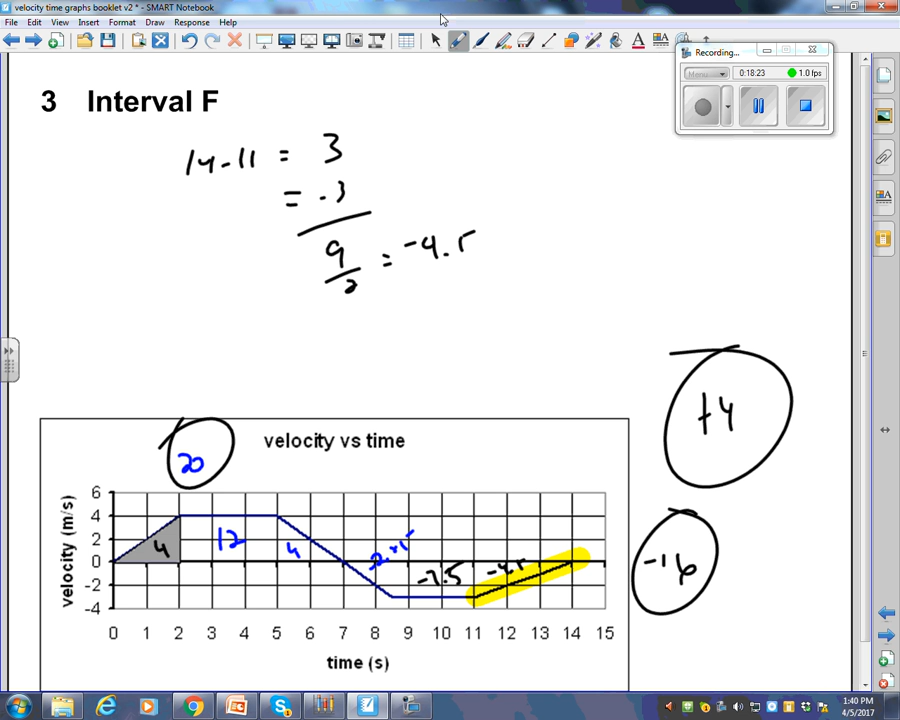 velocity time graphs booklet v2 * - SMART Notebook
File Edit View Insert Format Draw Response Help
Recording...
Menu
0:18:23
1.0 fps
3 Interval F
14-11 = 3
= -3
9
2
= -4.5
+4
20
velocity vs time
velocity (m/s)
6
4
2
0
-2
-4
4
12
4
-7.5
-4.5
-16
0 1 2 3 4 5 6 7 8 9 10 11 12 13 14 15
time (s)
1:40 PM
4/5/2017